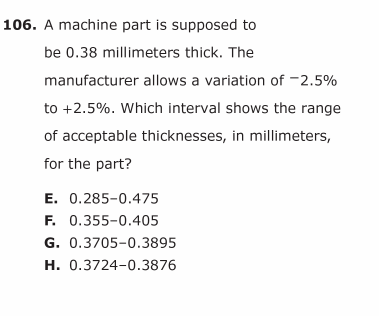 106. A machine part is supposed to
be 0.38 millimeters thick. The
manufacturer allows a variation of ⁻2.5%
to +2.5%. Which interval shows the range
of acceptable thicknesses, in millimeters,
for the part?
E. 0.285–0.475
F. 0.355–0.405
G. 0.3705–0.3895
H. 0.3724–0.3876